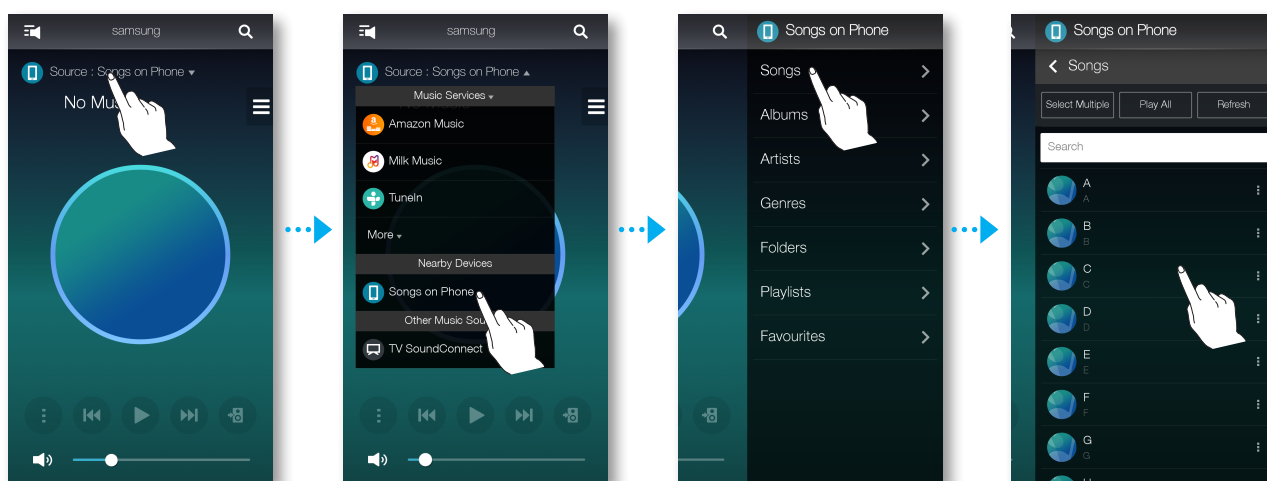 samsung
Source : Songs on Phone
No Mus
samsung
Source : Songs on Phone
Music Services
Amazon Music
Milk Music
TuneIn
More
Nearby Devices
Songs on Phone
Other Music Sou
TV SoundConnect
Songs on Phone
Songs
Albums
Artists
Genres
Folders
Playlists
Favourites
Songs on Phone
Songs
Select Multiple Play All Refresh
Search
A
A
B
B
C
C
D
D
E
E
F
F
G
G